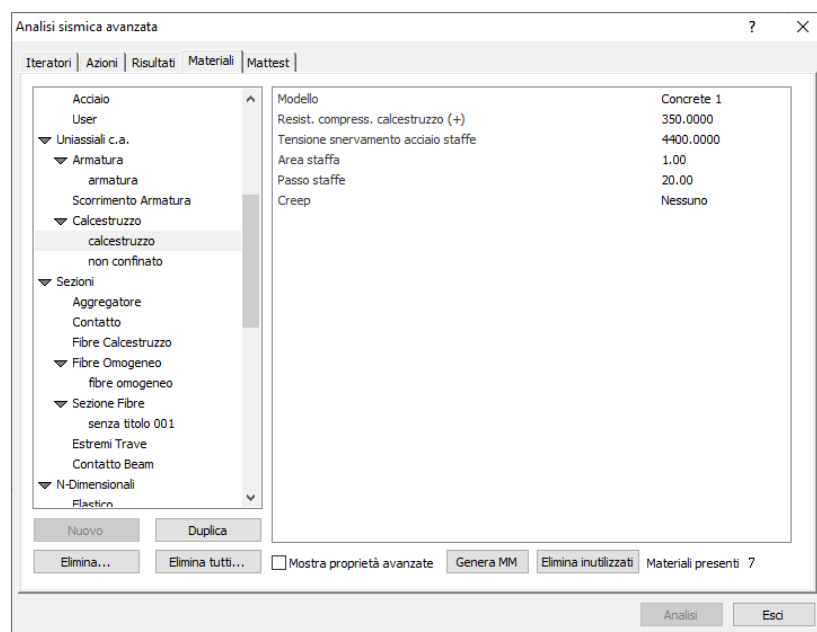 Analisi sismica avanzata
?
Iteratori
Azioni
Risultati
Materiali
Mattest
Acciaio
User
Uniassiali c.a.
Armatura
armatura
Scorrimento Armatura
Calcestruzzo
calcestruzzo
non confinato
Sezioni
Aggregatore
Contatto
Fibre Calcestruzzo
Fibre Omogeneo
fibre omogeneo
Sezione Fibre
senza titolo 001
Estremi Trave
Contatto Beam
N-Dimensionali
Elastico
Modello Concrete 1
Resist. compress. calcestruzzo (+) 350.0000
Tensione snervamento acciaio staffe 4400.0000
Area staffa 1.00
Passo staffe 20.00
Creep Nessuno
Nuovo Duplica
Elimina... Elimina tutti... Mostra proprietà avanzate Genera MM Elimina inutilizzati Materiali presenti 7
Analisi Esci